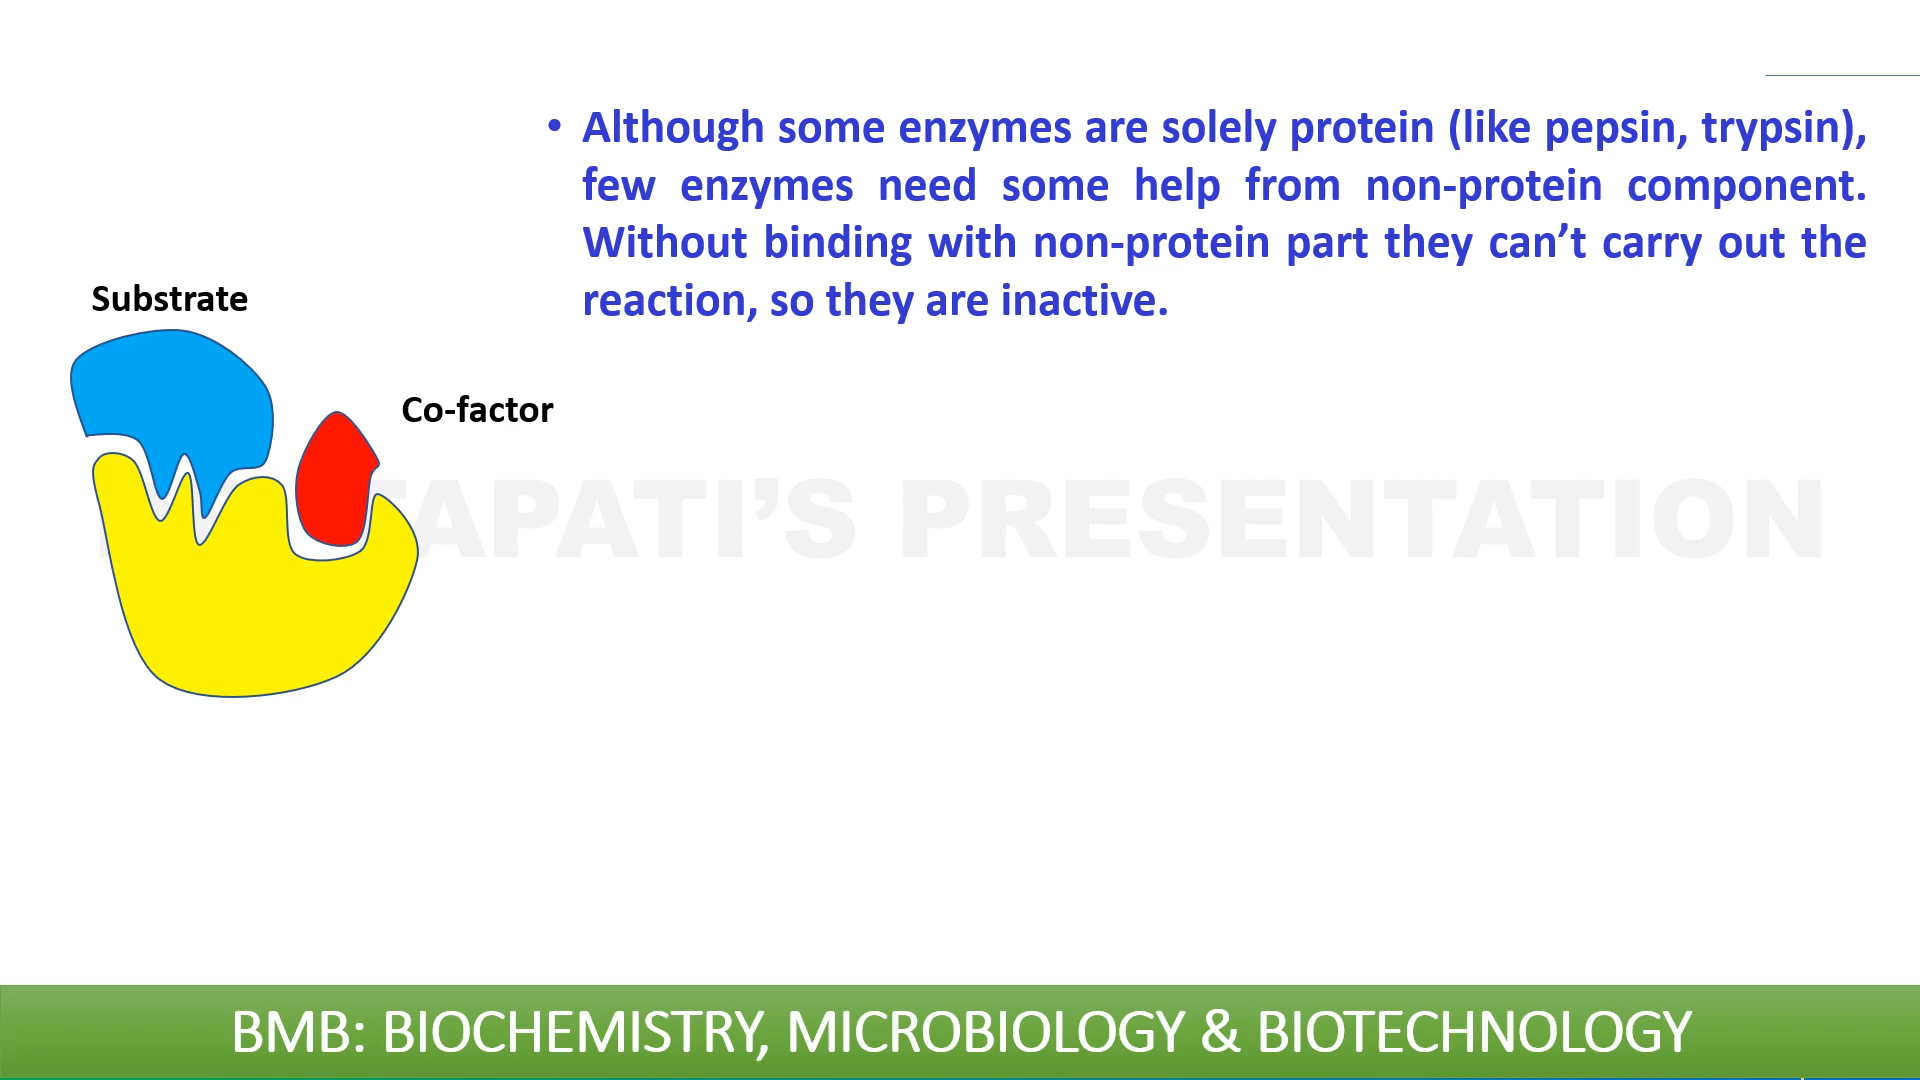 • Although some enzymes are solely protein (like pepsin, trypsin),
few enzymes need some help from non-protein component.
Without binding with non-protein part they can’t carry out the
reaction, so they are inactive.
Substrate
Co-factor
TAPATI’S PRESENTATION
BMB: BIOCHEMISTRY, MICROBIOLOGY & BIOTECHNOLOGY